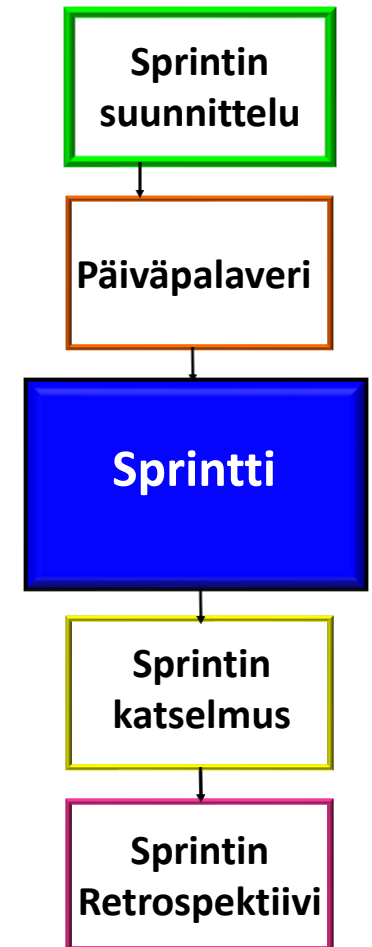 Sprintin
suunnittelu
Päiväpalaveri
Sprintti
Sprintin
katselmus
Sprintin
Retrospektiivi